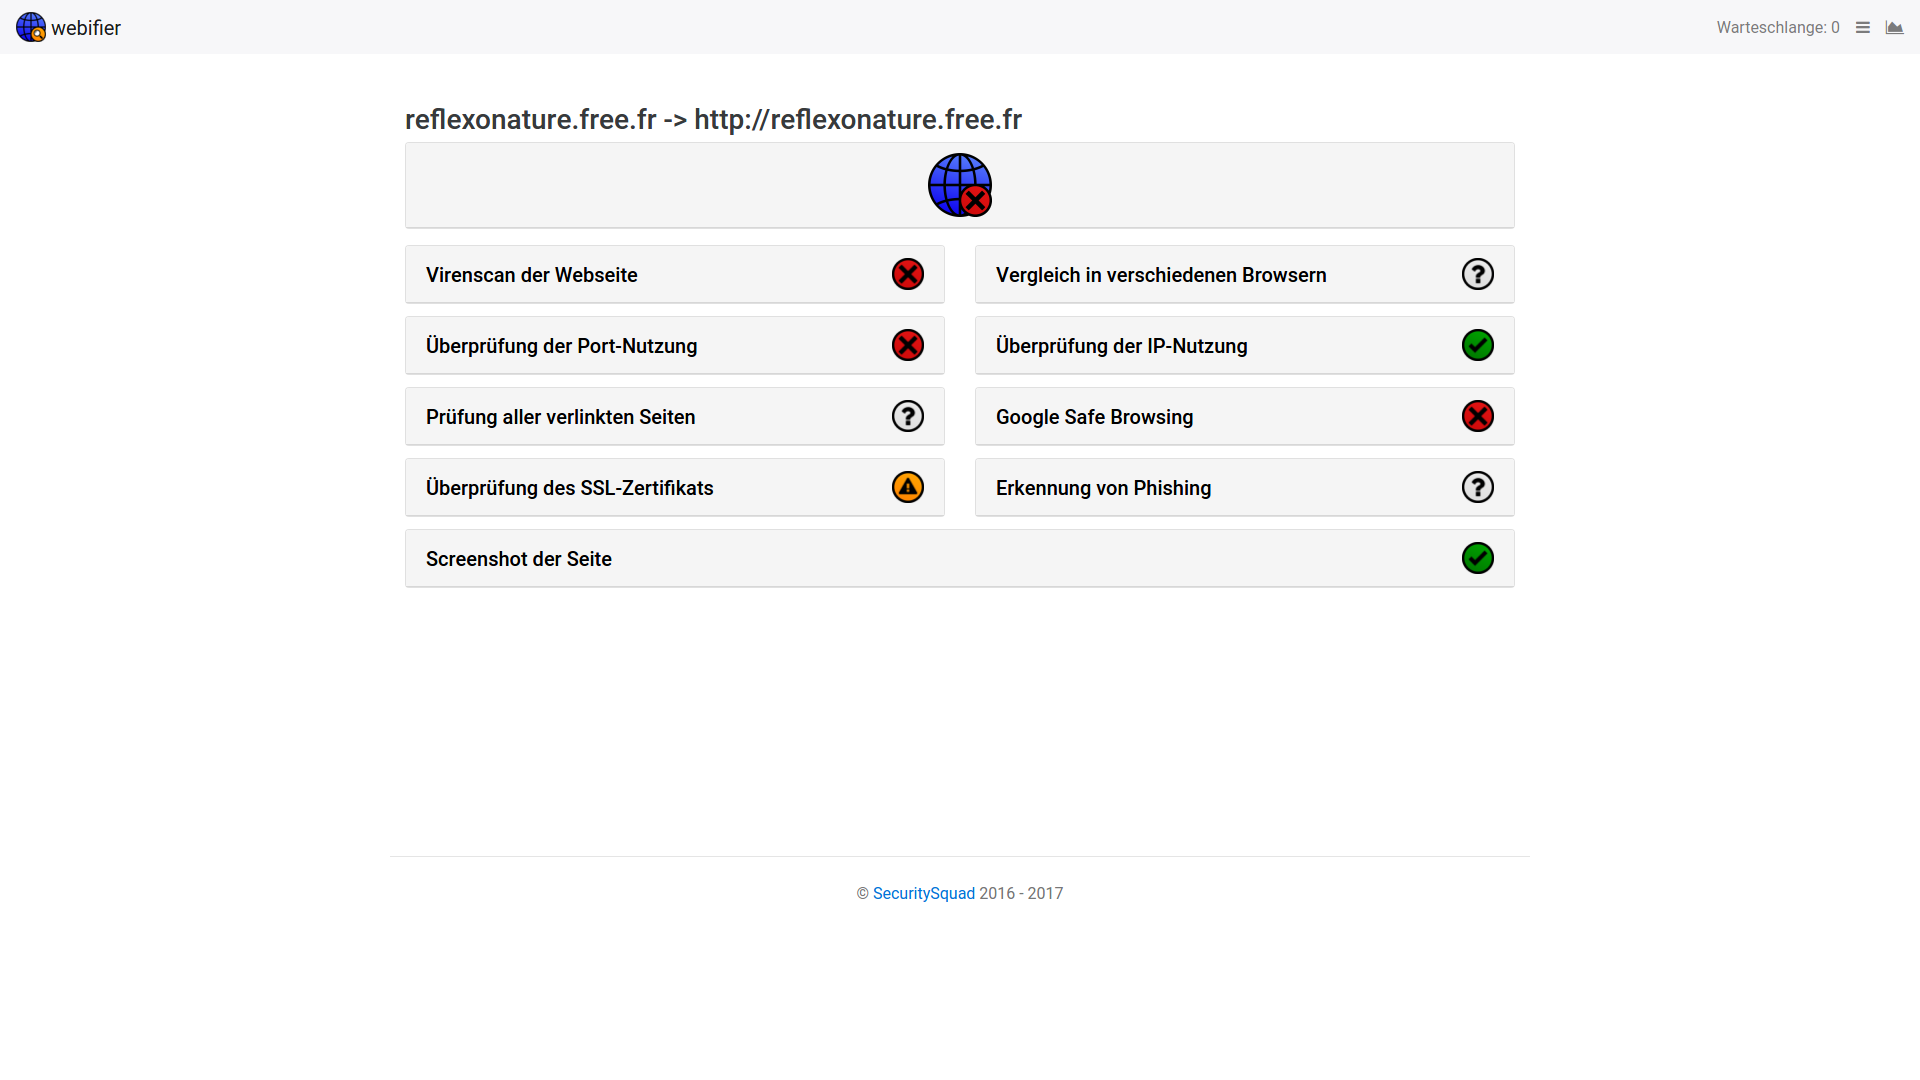 webifier
Warteschlange: 0
reflexonature.free.fr -> http://reflexonature.free.fr
Virenscan der Webseite
Vergleich in verschiedenen Browsern
Überprüfung der Port-Nutzung
Überprüfung der IP-Nutzung
Prüfung aller verlinkten Seiten
Google Safe Browsing
Überprüfung des SSL-Zertifikats
Erkennung von Phishing
Screenshot der Seite
© SecuritySquad 2016 - 2017